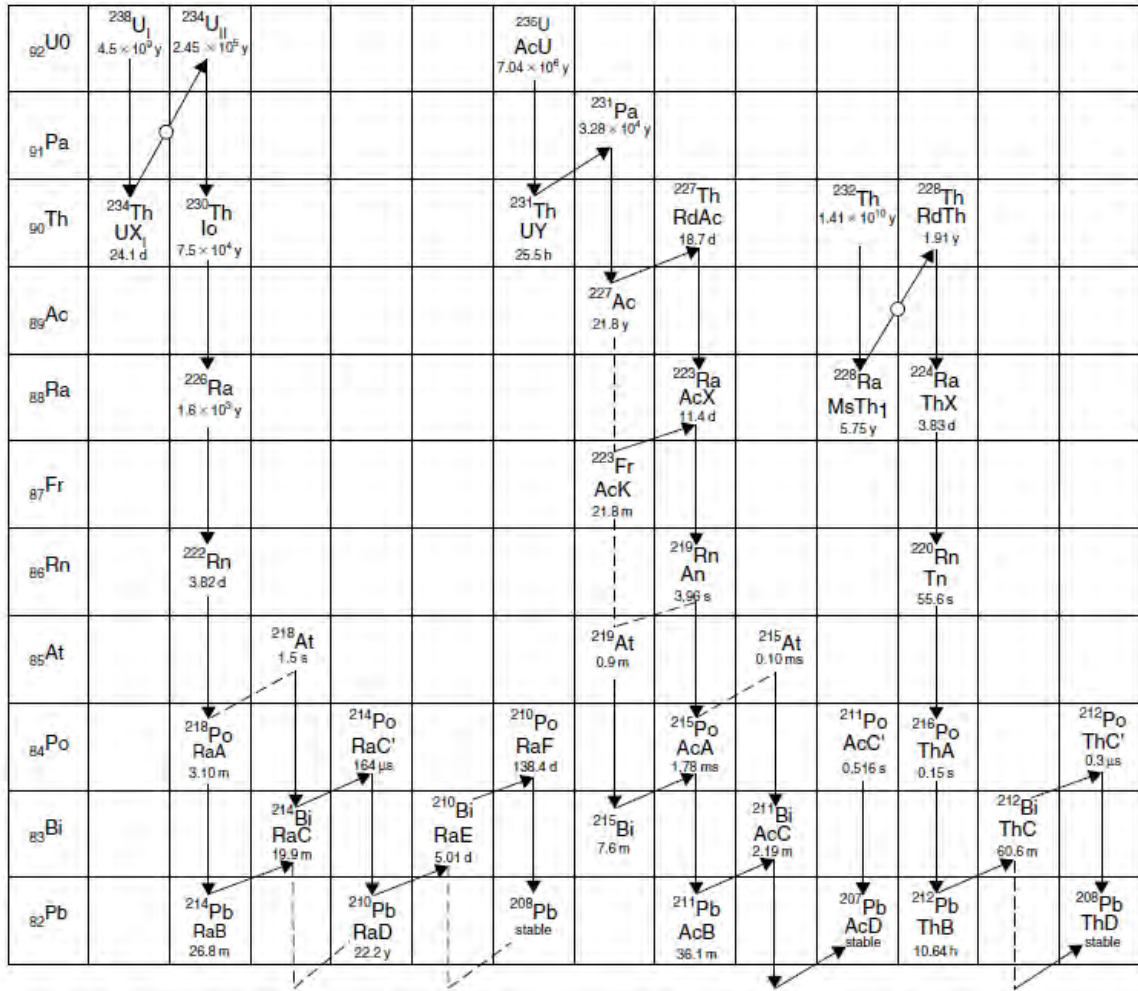 ₉₂U0
²³⁸U_I
4.5 × 10⁹ y
²³⁴U_II
2.45 × 10⁵ y
²³⁵U
AcU
7.04 × 10⁶ y
₉₁Pa
²³¹Pa
3.28 × 10⁴ y
₉₀Th
²³⁴Th
UX_I
24.1 d
²³⁰Th
Io
7.5 × 10⁴ y
²³¹Th
UY
25.5 h
²²⁷Th
RdAc
18.7 d
²³²Th
1.41 × 10¹⁰ y
²²⁸Th
RdTh
1.91 y
₈₉Ac
²²⁷Ac
21.8 y
₈₈Ra
²²⁶Ra
1.6 × 10³ y
²²³Ra
AcX
11.4 d
²²⁸Ra
MsTh₁
5.75 y
²²⁴Ra
ThX
3.83 d
₈₇Fr
²²³Fr
AcK
21.8 m
₈₆Rn
²²²Rn
3.82 d
²¹⁹Rn
An
3.96 s
²²⁰Rn
Tn
55.6 s
₈₅At
²¹⁸At
1.5 s
²¹⁹At
0.9 m
²¹⁵At
0.10 ms
₈₄Po
²¹⁸Po
RaA
3.10 m
²¹⁴Po
RaC'
164 µs
²¹⁰Po
RaF
138.4 d
²¹⁵Po
AcA
1.78 ms
²¹¹Po
AcC'
0.516 s
²¹⁶Po
ThA
0.15 s
²¹²Po
ThC'
0.3 µs
₈₃Bi
²¹⁴Bi
RaC
19.9 m
²¹⁰Bi
RaE
5.01 d
²¹⁵Bi
7.6 m
²¹¹Bi
AcC
2.19 m
²¹²Bi
ThC
60.6 m
₈₂Pb
²¹⁴Pb
RaB
26.8 m
²¹⁰Pb
RaD
22.2 y
²⁰⁸Pb
stable
²¹¹Pb
AcB
36.1 m
²⁰⁷Pb
AcD
stable
²¹²Pb
ThB
10.64 h
²⁰⁸Pb
ThD
stable